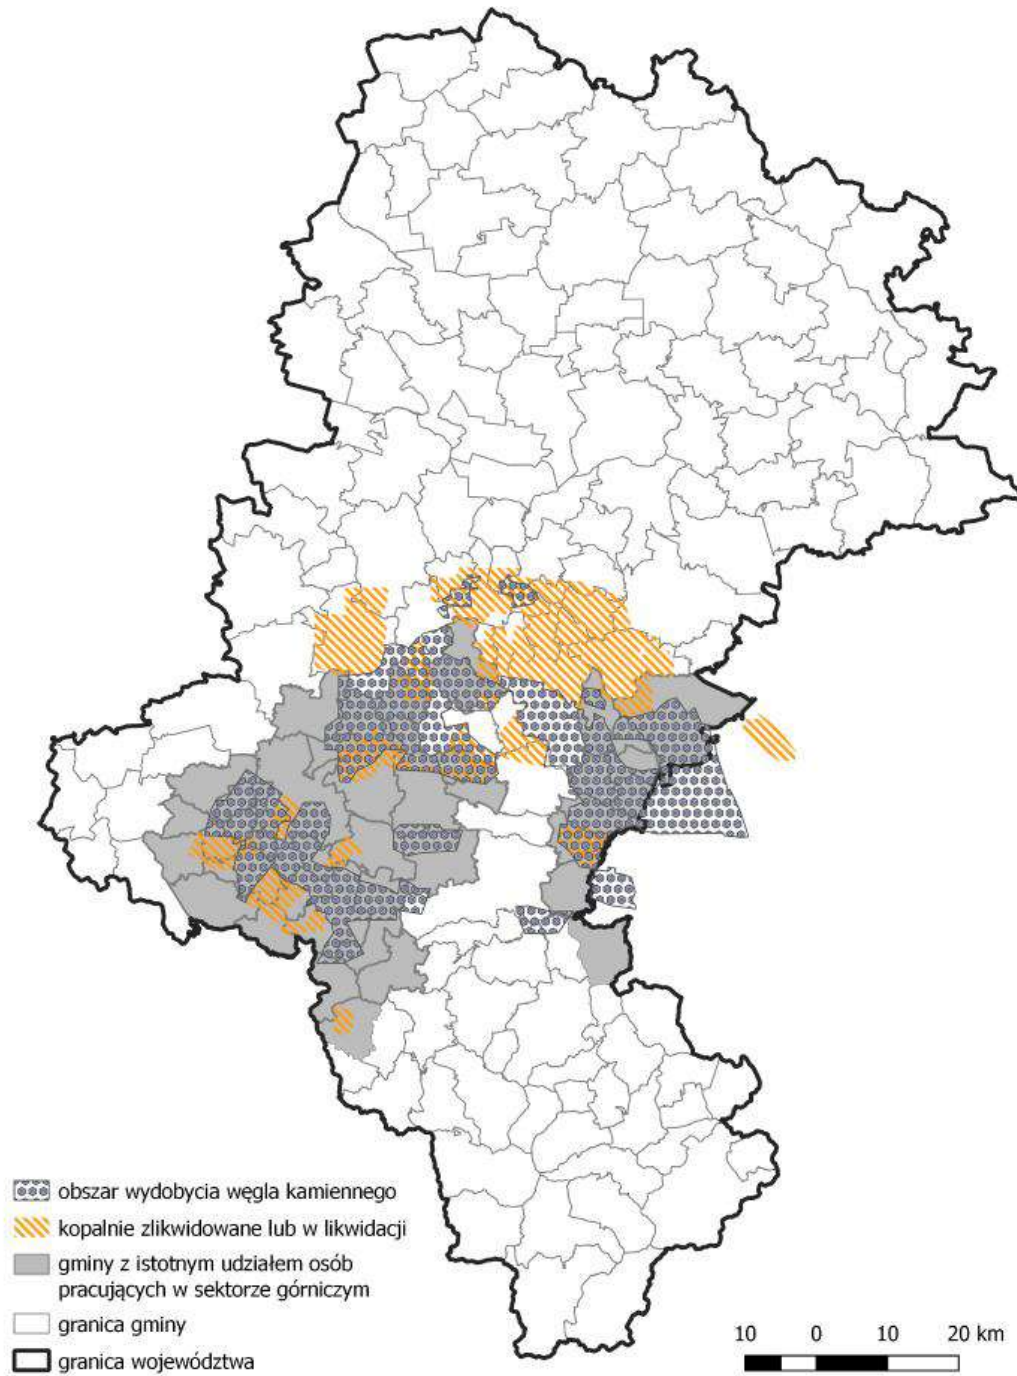 obszar wydobycia węgla kamiennego
kopalnie zlikwidowane lub w likwidacji
gminy z istotnym udziałem osób
pracujących w sektorze górniczym
granica gminy
granica województwa
10 0 10 20 km